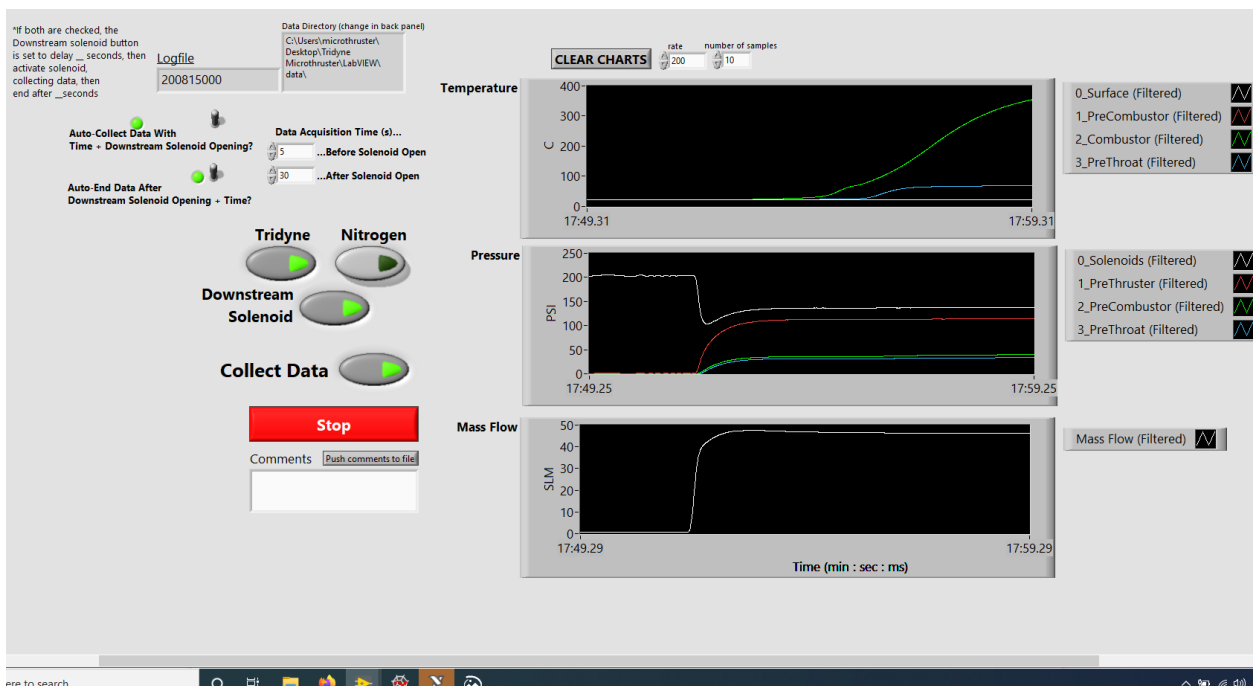 *If both are checked, the
Downstream solenoid button
is set to delay __ seconds, then
activate solenoid,
collecting data, then
end after __seconds
Logfile
200815000
Data Directory (change in back panel)
C:\Users\microthruster\
Desktop\Tridyne
Microthruster\LabVIEW\
data\
Auto-Collect Data With
Time + Downstream Solenoid Opening?
Data Acquisition Time (s)...
5 ...Before Solenoid Open
30 ...After Solenoid Open
Auto-End Data After
Downstream Solenoid Opening + Time?
Tridyne Nitrogen
Downstream
Solenoid
Collect Data
Stop
Comments Push comments to file
CLEAR CHARTS
rate number of samples
200 10
Temperature
400
300
200
100
0
C
17:49.31 17:59.31
0_Surface (Filtered)
1_PreCombustor (Filtered)
2_Combustor (Filtered)
3_PreThroat (Filtered)
Pressure
250
200
150
100
50
0
PSI
17:49.25 17:59.25
0_Solenoids (Filtered)
1_PreThruster (Filtered)
2_PreCombustor (Filtered)
3_PreThroat (Filtered)
Mass Flow
50
40
30
20
10
0
SLM
17:49.29 17:59.29
Time (min : sec : ms)
Mass Flow (Filtered)
ere to search